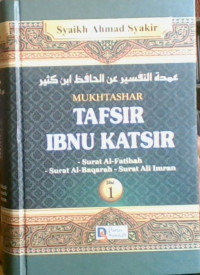 Syaikh Ahmad Syakir
عمدة التفسير عن الحافظ ابن كثير
MUKHTASHAR
TAFSIR
IBNU KATSIR
- Surat Al-Fatihah
- Surat Al-Baqarah - Surat Ali Imran
1